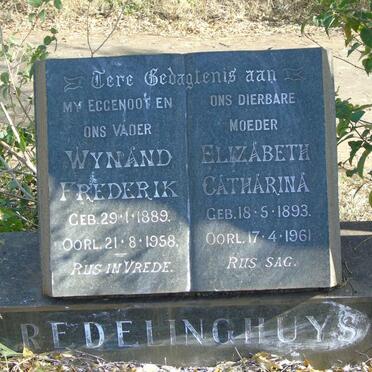 Tere Gedagtenis aan
MY EGGENOOT EN
ONS VADER
WYNAND
FREDERIK
GEB. 29-1-1889.
OORL. 21-8-1958.
RUS IN VREDE.
ONS DIERBARE
MOEDER
ELIZABETH
CATHARINA
GEB. 18-5-1893.
OORL. 17-4-1961
RUS SAG.
REDELINGHUYS